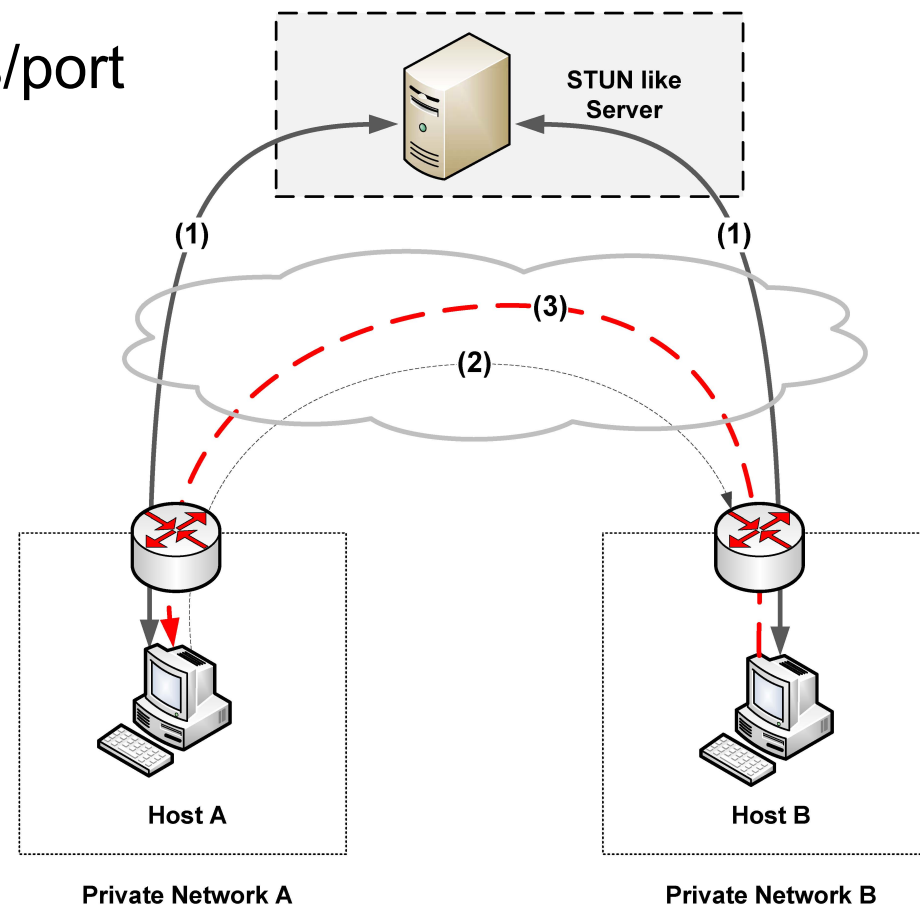 /port
STUN like
Server
(1)
(1)
(3)
(2)
Host A
Host B
Private Network A
Private Network B